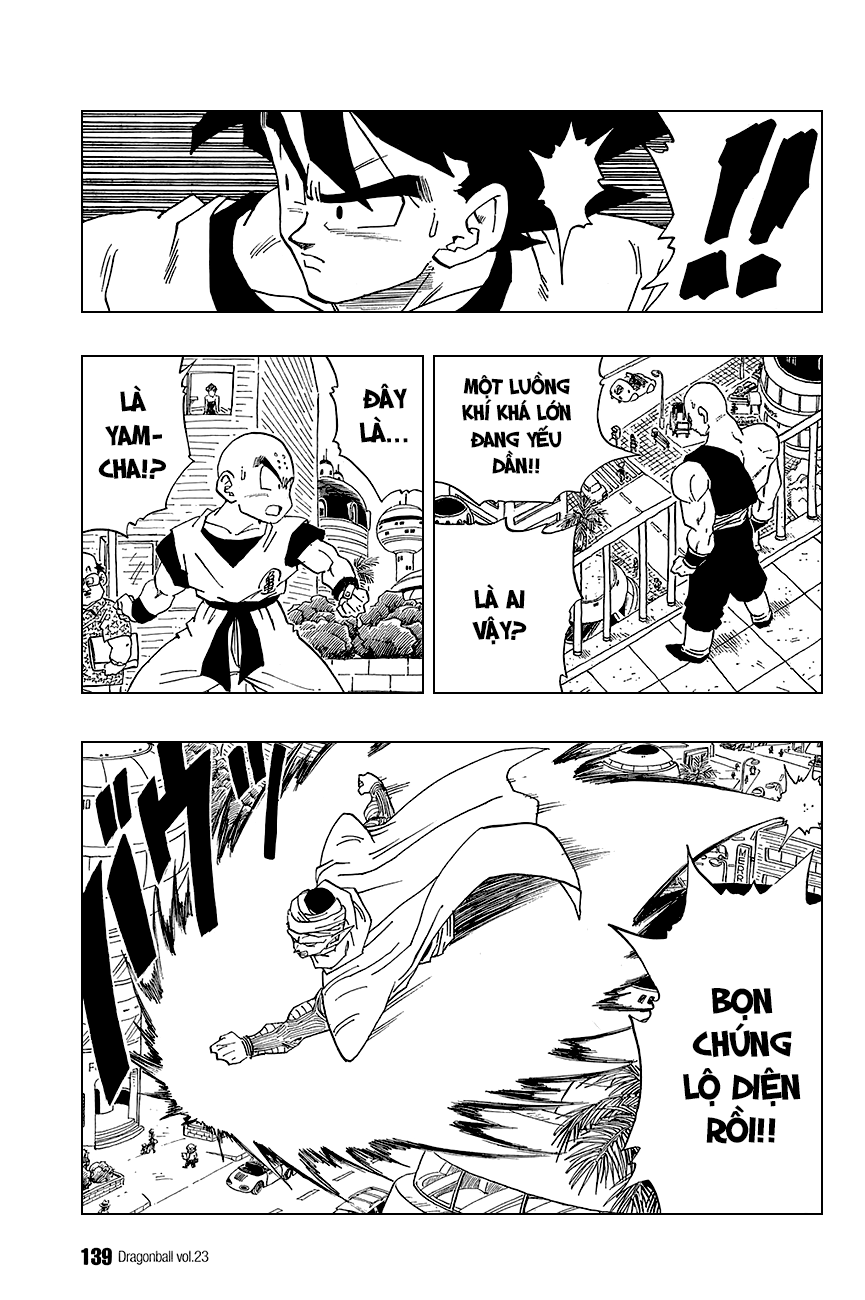 !!
MỘT LUỒNG
KHÍ KHÁ LỚN
ĐANG YẾU
DẦN!!
LÀ AI
VẬY?
ĐÂY
LÀ...
LÀ
YAM-
CHA!?
BỌN
CHÚNG
LỘ DIỆN
RỒI!!
139 Dragonball vol.23